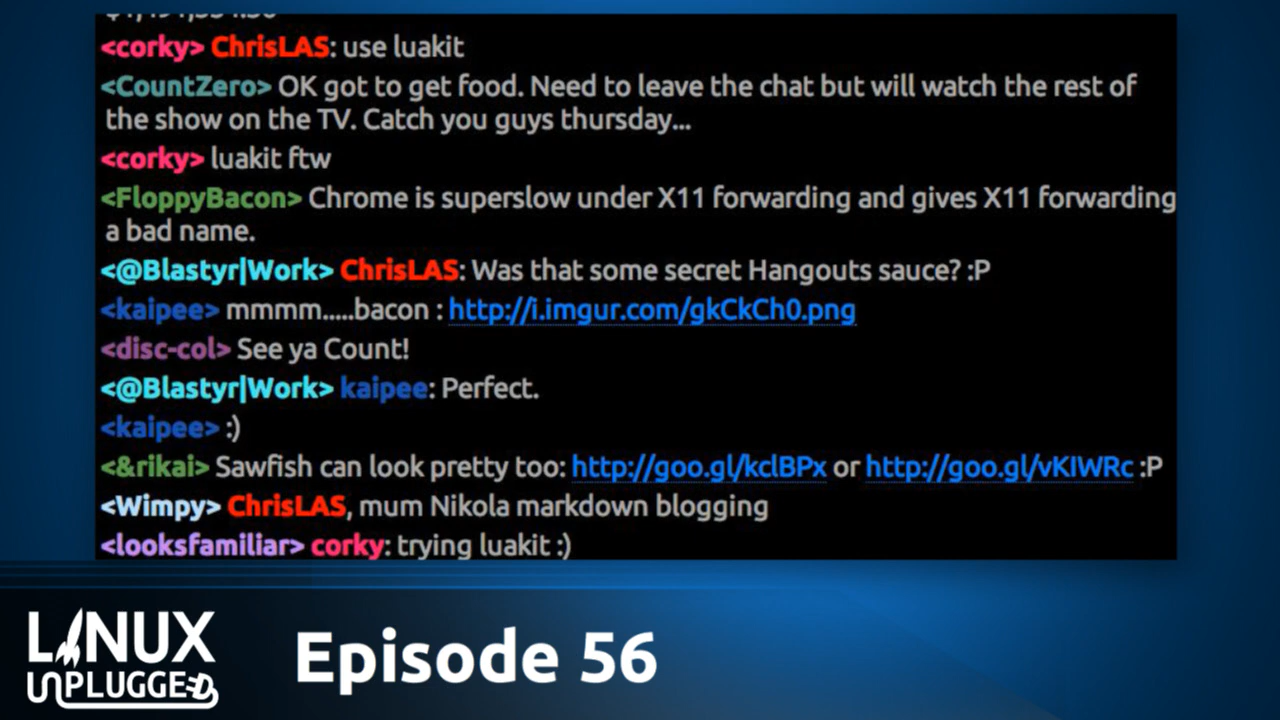 <corky> ChrisLAS: use luakit
<CountZero> OK got to get food. Need to leave the chat but will watch the rest of
the show on the TV. Catch you guys thursday...
<corky> luakit ftw
<FloppyBacon> Chrome is superslow under X11 forwarding and gives X11 forwarding
a bad name.
<@Blastyr|Work> ChrisLAS: Was that some secret Hangouts sauce? :P
<kaipee> mmmm.....bacon : http://i.imgur.com/gkCkCh0.png
<disc-col> See ya Count!
<@Blastyr|Work> kaipee: Perfect.
<kaipee> :)
<&rikai> Sawfish can look pretty too: http://goo.gl/kclBPx or http://goo.gl/vKIWRc :P
<Wimpy> ChrisLAS, mum Nikola markdown blogging
<looksfamiliar> corky: trying luakit :)
LINUX
UNPLUGGED
Episode 56